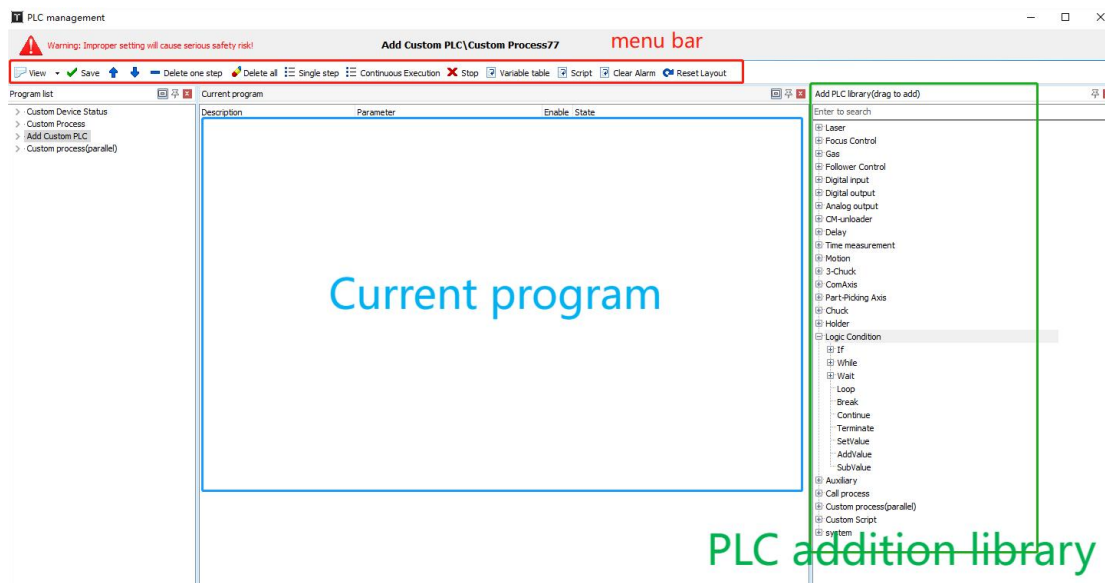 PLC management
Warning: Improper setting will cause serious safety risk!
Add Custom PLC\Custom Process77
menu bar
View Save Delete one step Delete all Single step Continuous Execution Stop Variable table Script Clear Alarm Reset Layout
Program list
Current program
Add PLC library(drag to add)
Custom Device Status
Custom Process
Add Custom PLC
Custom process(parallel)
Description Parameter Enable State
Current program
Enter to search
Laser
Focus Control
Gas
Follower Control
Digital input
Digital output
Analog output
CM-unloader
Delay
Time measurement
Motion
3-Chuck
ComAxis
Part-Picking Axis
Chuck
Holder
Logic Condition
If
While
Wait
Loop
Break
Continue
Terminate
SetValue
AddValue
SubValue
Auxiliary
Call process
Custom process(parallel)
Custom Script
system
PLC addition library